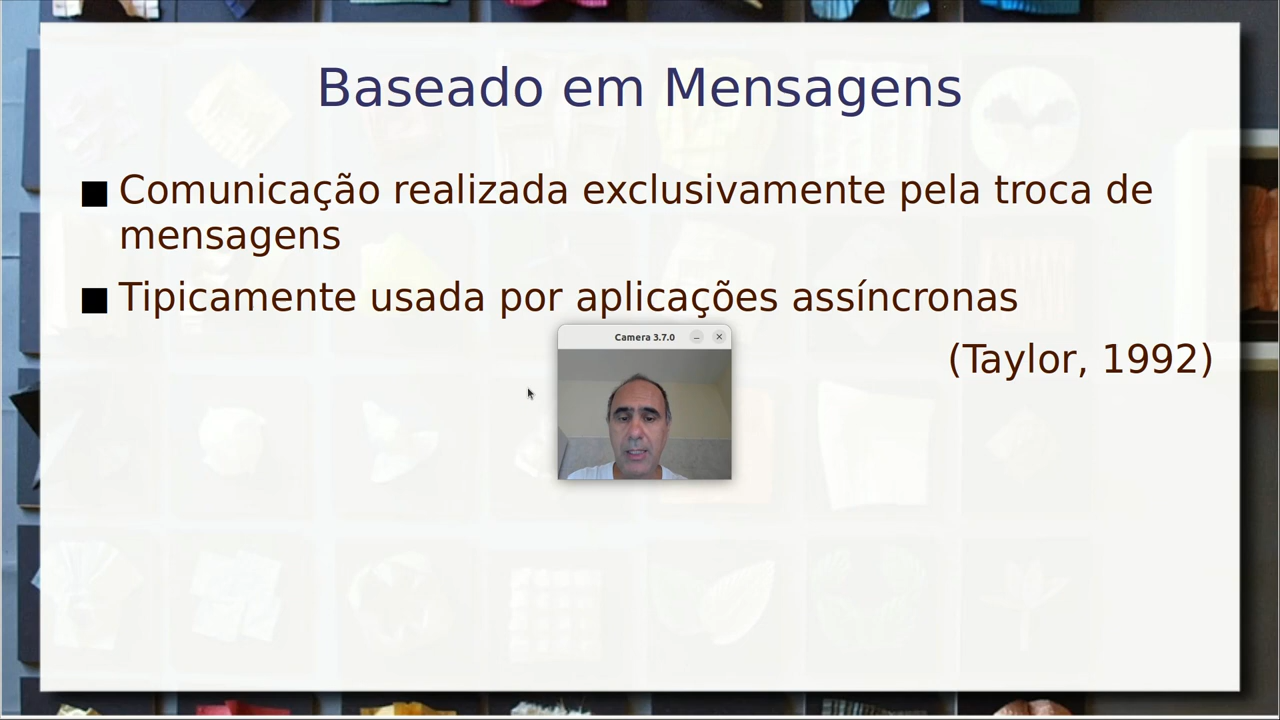 Baseado em Mensagens
■ Comunicação realizada exclusivamente pela troca de
mensagens
■ Tipicamente usada por aplicações assíncronas
(Taylor, 1992)
Camera 3.7.0